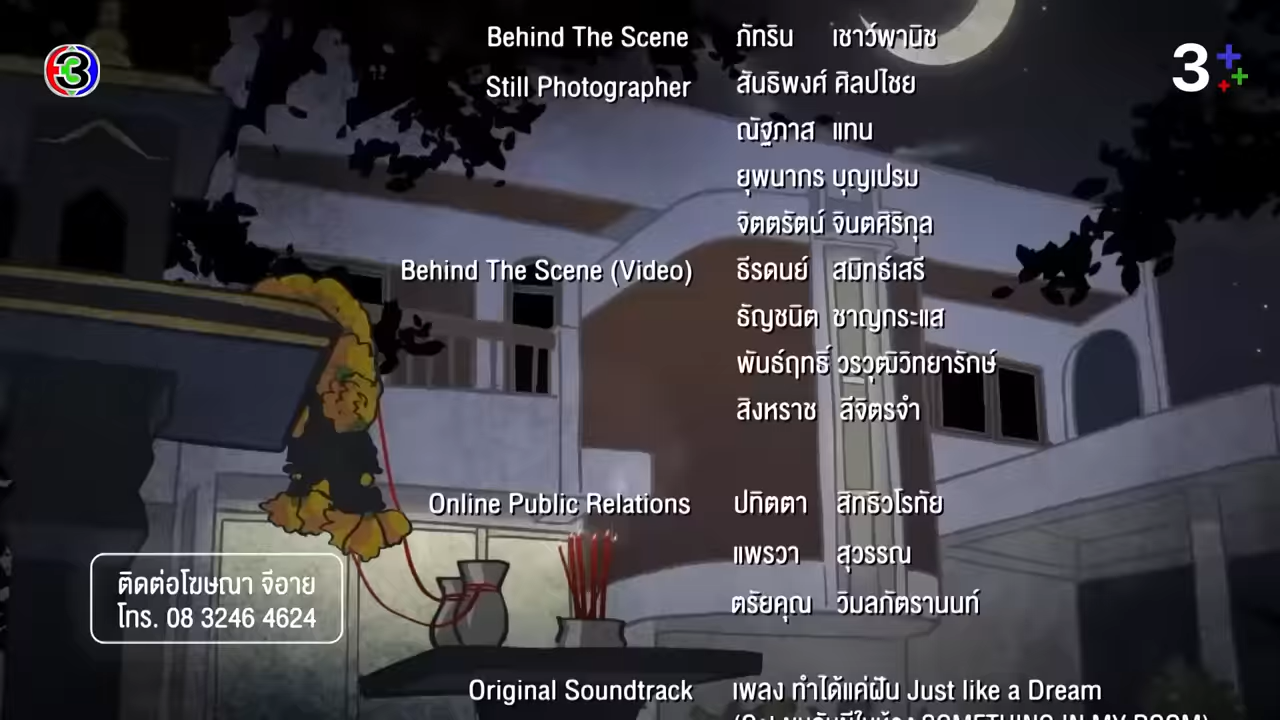 Behind The Scene ภัทริน เชาว์พานิช
3
3
Still Photographer สันธิพงศ์ ศิลปไชย
ณัฐภาส แทน
ยุพนากร บุญเปรม
จิตตรัตน์ จินตศิริกุล
Behind The Scene (Video) ธีรดนย์ สมิทธ์เสรี
ธัญชนิต ชาญกระแส
พันธ์ฤทธิ์ วรวุฒิวิทยารักษ์
สิงหราช ลีจิตรจำ
Online Public Relations ปทิตตา สิทธิวโรทัย
แพรวา สุวรรณ
ติดต่อโฆษณา จีอาย
โทร. 08 3246 4624
ตรัยคุณ วิมลภัตรานนท์
Original Soundtrack เพลง ทำได้แค่ฝัน Just like a Dream
SOMETHING IN MY ROOM)